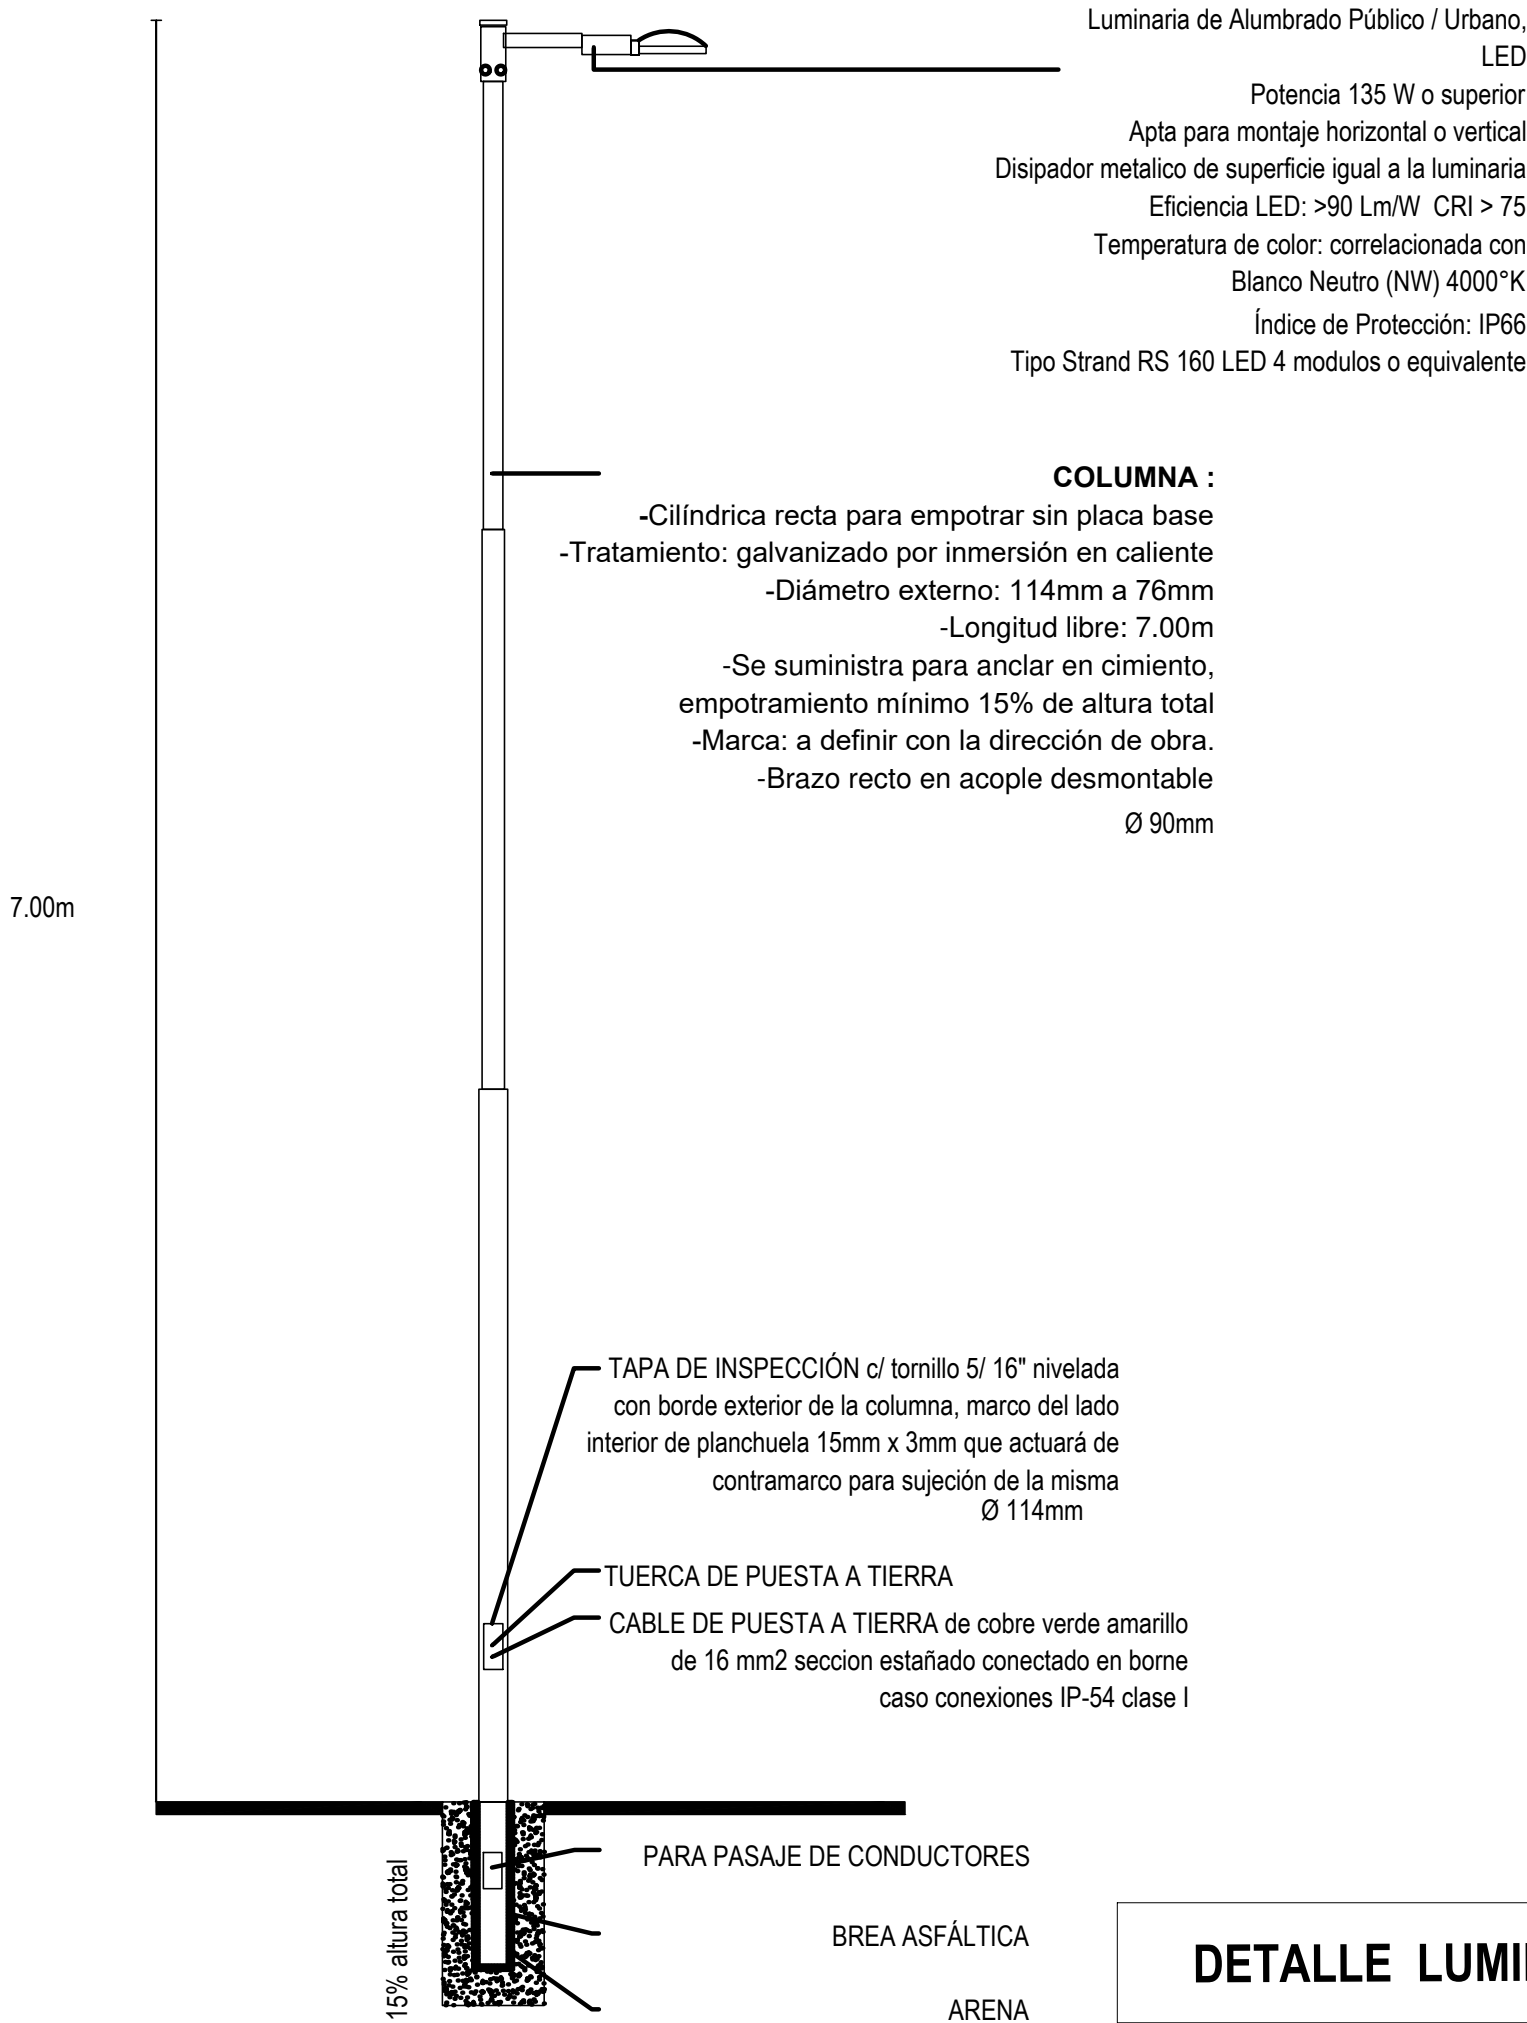 Luminaria de Alumbrado Público / Urbano,
LED
Potencia 135 W o superior
Apta para montaje horizontal o vertical
Disipador metalico de superficie igual a la luminaria
Eficiencia LED: >90 Lm/W  CRI > 75
Temperatura de color: correlacionada con
Blanco Neutro (NW) 4000°K
Índice de Protección: IP66
Tipo Strand RS 160 LED 4 modulos o equivalente
COLUMNA :
-Cilíndrica recta para empotrar sin placa base
-Tratamiento: galvanizado por inmersión en caliente
-Diámetro externo: 114mm a 76mm
-Longitud libre: 7.00m
-Se suministra para anclar en cimiento,
empotramiento mínimo 15% de altura total
-Marca: a definir con la dirección de obra.
-Brazo recto en acople desmontable
Ø 90mm
7.00m
TAPA DE INSPECCIÓN c/ tornillo 5/ 16" nivelada
con borde exterior de la columna, marco del lado
interior de planchuela 15mm x 3mm que actuará de
contramarco para sujeción de la misma
Ø 114mm
TUERCA DE PUESTA A TIERRA
CABLE DE PUESTA A TIERRA de cobre verde amarillo
de 16 mm2 seccion estañado conectado en borne
caso conexiones IP-54 clase I
PARA PASAJE DE CONDUCTORES
15% altura total
BREA ASFÁLTICA
DETALLE  LUMI
ARENA